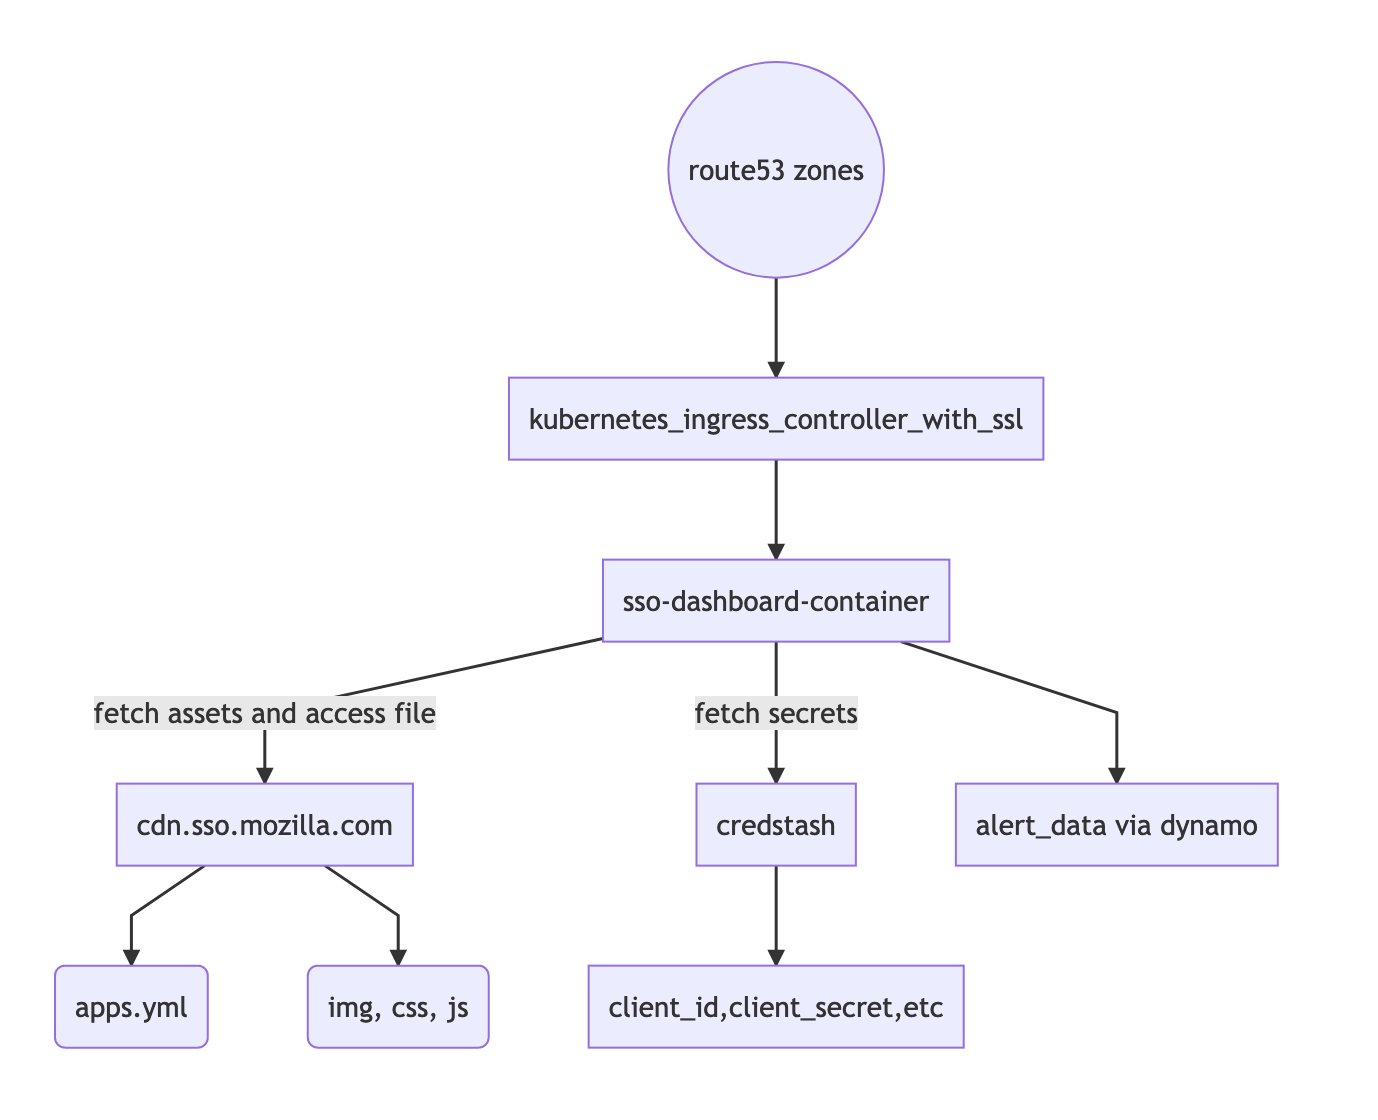 route53 zones
kubernetes_ingress_controller_with_ssl
sso-dashboard-container
fetch assets and access file
fetch secrets
cdn.sso.mozilla.com
credstash
alert_data via dynamo
apps.yml
img, css, js
client_id,client_secret,etc